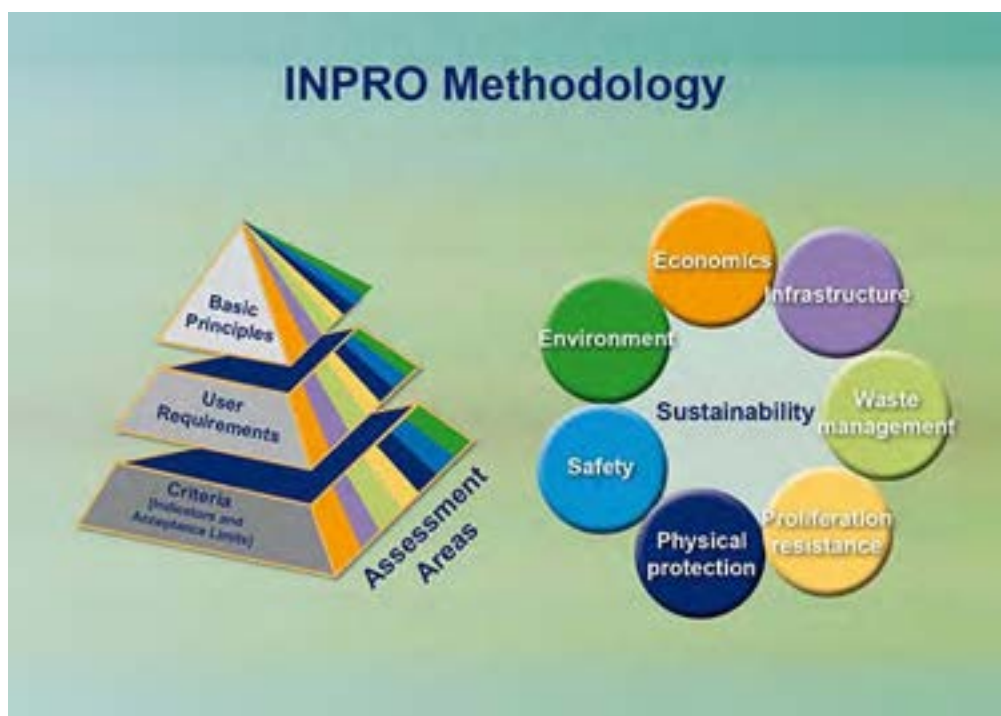 INPRO Methodology
Basic
Principles
User
Requirements
Criteria
(Indicators and
Acceptance Limits)
Assessment
Areas
Economics
Infrastructure
Environment
Sustainability
Waste
management
Safety
Physical
protection
Proliferation
resistance